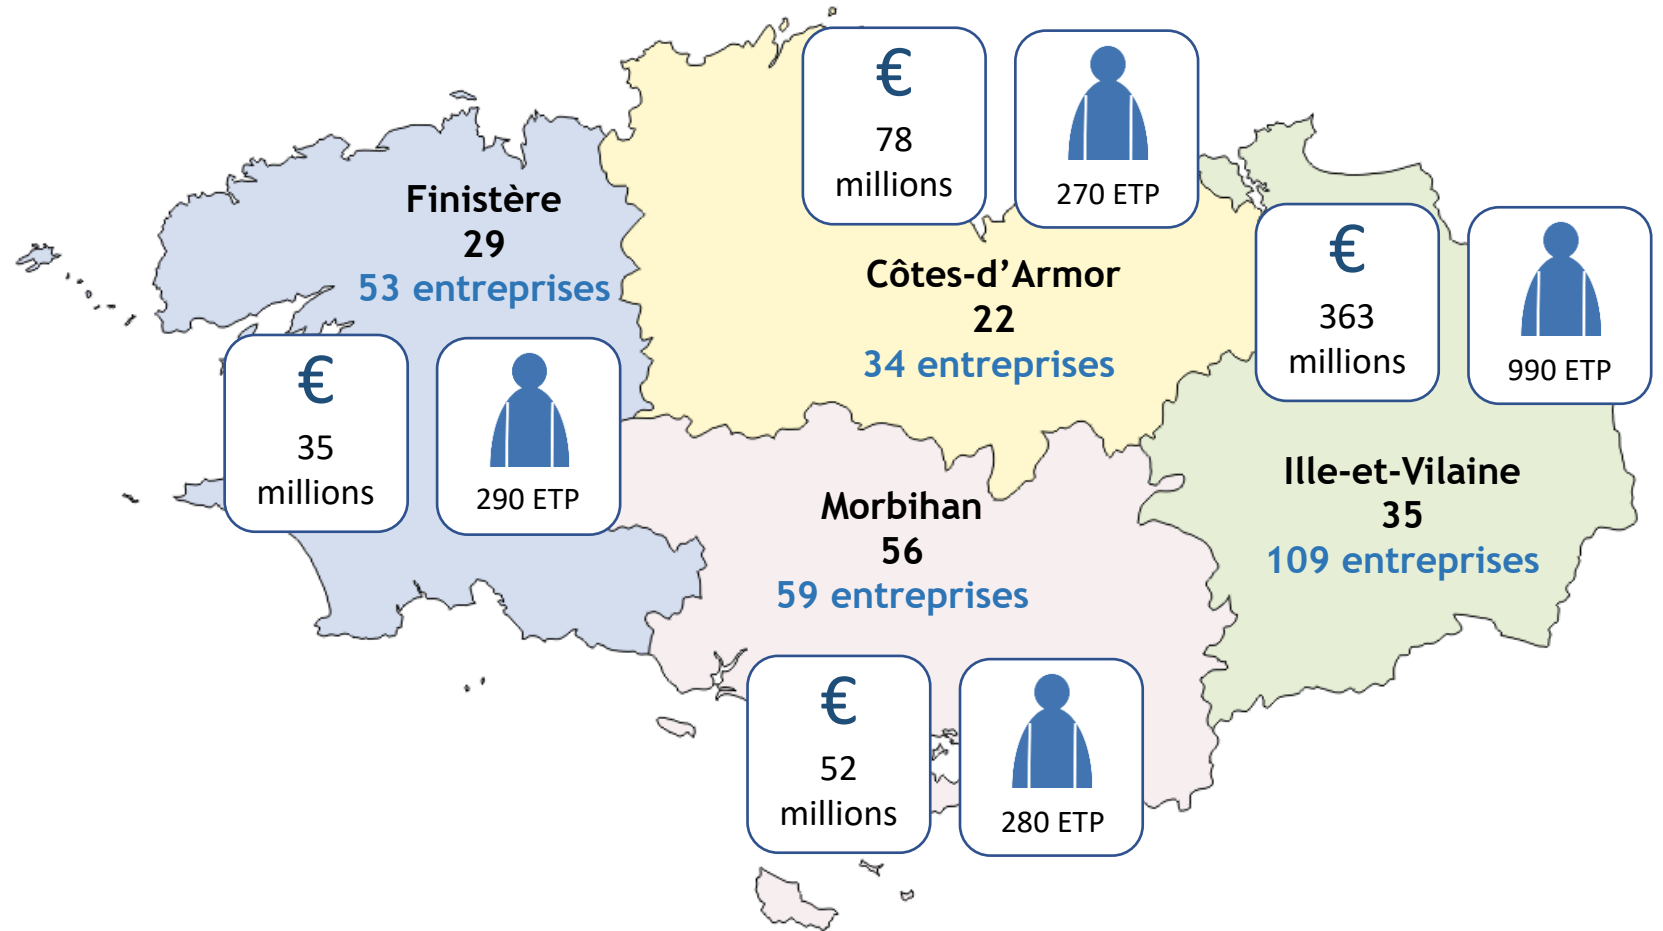 €
78
millions
270 ETP
Finistère
29
53 entreprises
€
35
millions
290 ETP
Côtes-d’Armor
22
34 entreprises
€
363
millions
990 ETP
Ille-et-Vilaine
35
109 entreprises
Morbihan
56
59 entreprises
€
52
millions
280 ETP